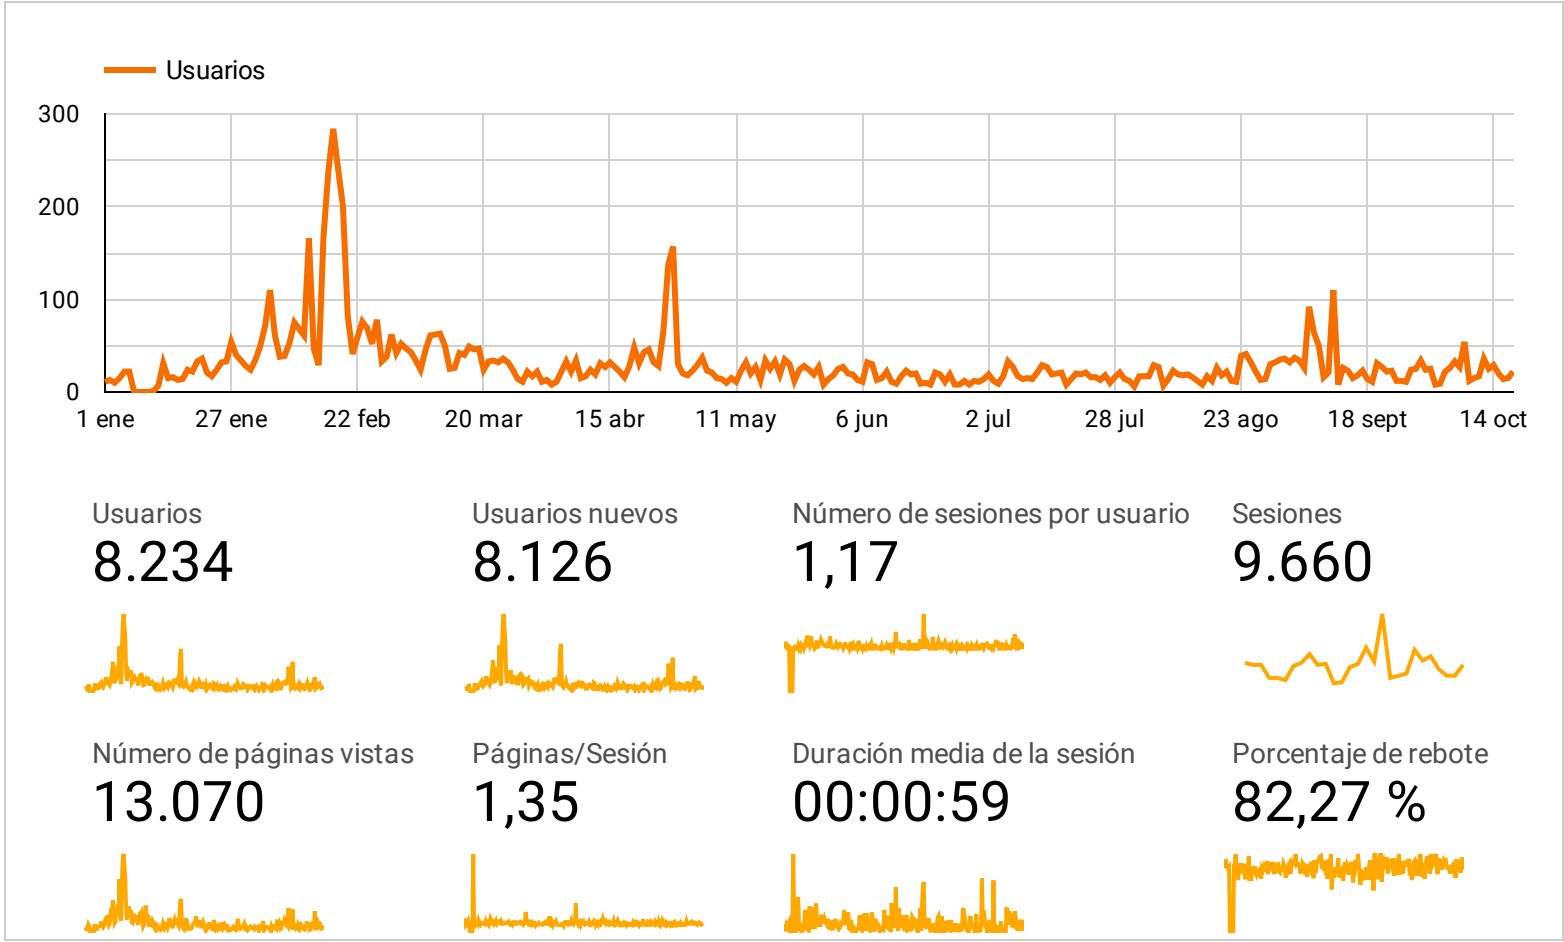 Usuarios
300
200
100
0
1 ene 27 ene 22 feb 20 mar 15 abr 11 may 6 jun 2 jul 28 jul 23 ago 18 sept 14 oct
Usuarios Usuarios nuevos Número de sesiones por usuario Sesiones
8.234 8.126 1,17 9.660
Número de páginas vistas Páginas/Sesión Duración media de la sesión Porcentaje de rebote
13.070 1,35 00:00:59 82,27 %